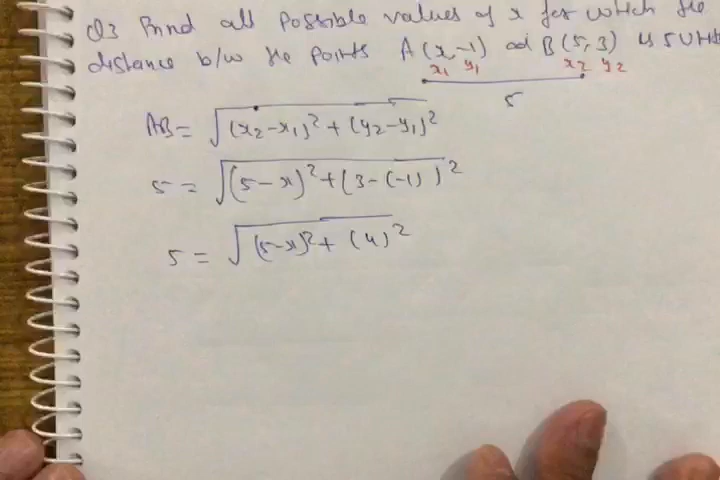 Q3 Find all possible values of x for which the
distance b/w the points A(x,-1) and B(5,3) is 5 units
x₁ y₁ x₂ y₂
5
AB = √(x₂-x₁)²+(y₂-y₁)²
5 = √(5-x)²+(3-(-1))²
5 = √(5-x)²+(4)²